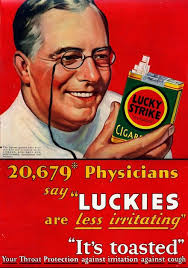 LUCKY
STRIKE
CIGAR
20,679* Physicians
say "LUCKIES
are less irritating"
"It's toasted"
Your Throat Protection against irritation against cough